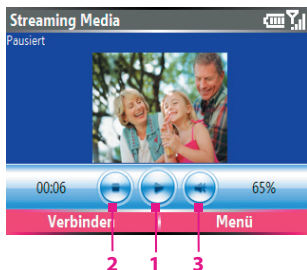 Streaming Media
Pausiert
00:06 65%
Verbinden Menü
2 1 3